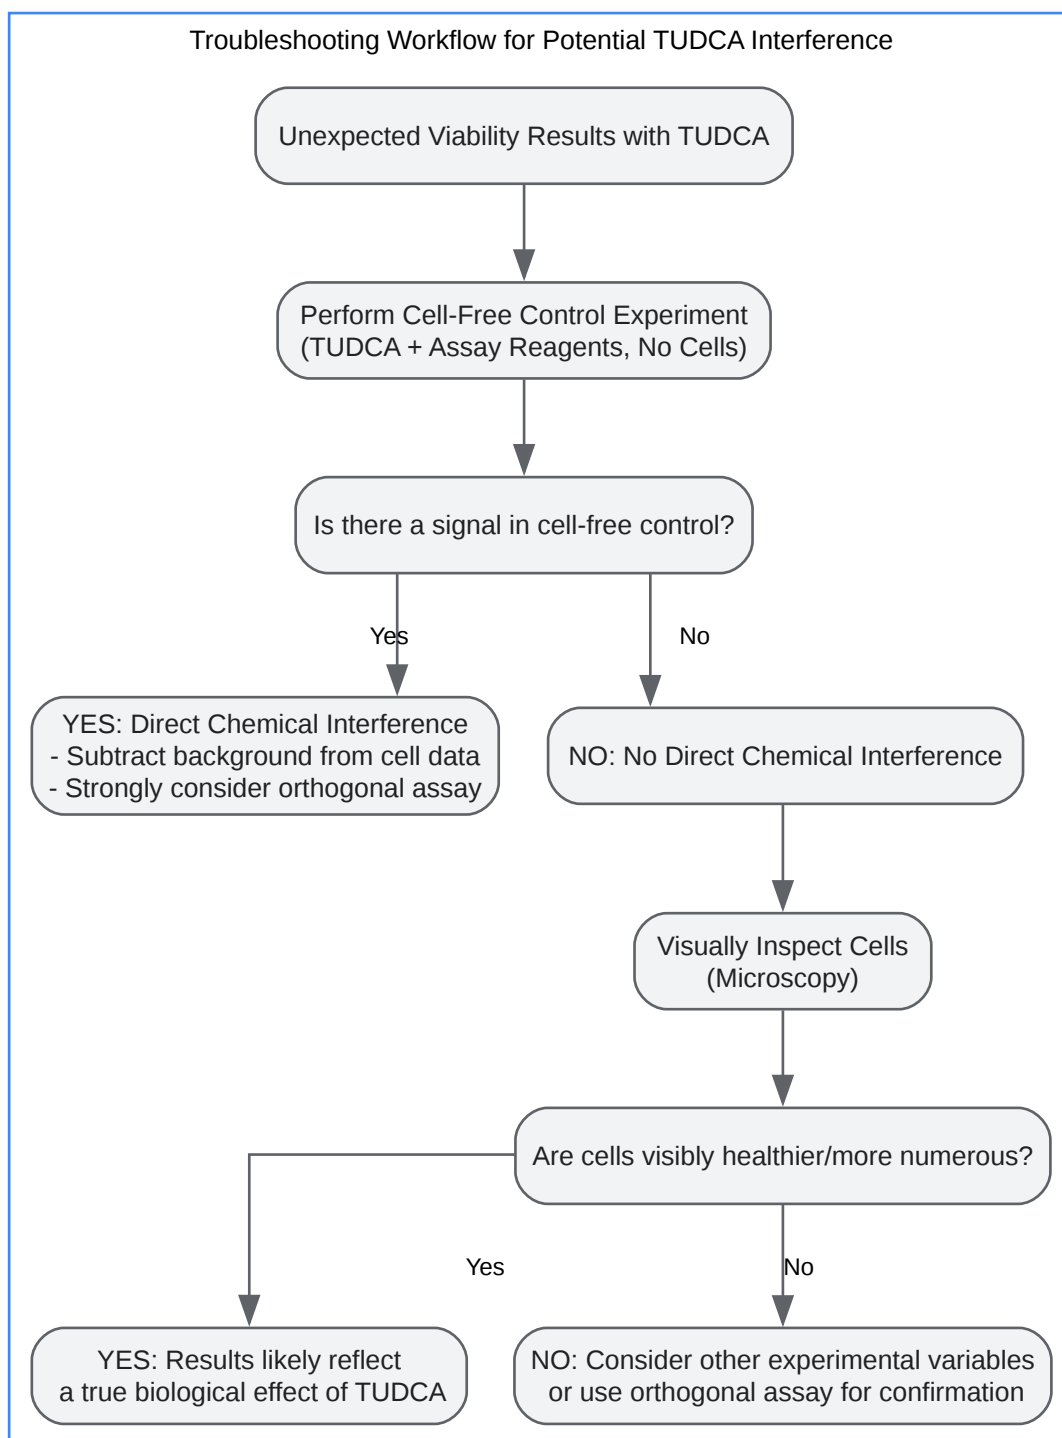 Troubleshooting Workflow for Potential TUDCA Interference
Unexpected Viability Results with TUDCA
Perform Cell-Free Control Experiment
(TUDCA + Assay Reagents, No Cells)
Is there a signal in cell-free control?
Yes
No
YES: Direct Chemical Interference
- Subtract background from cell data
- Strongly consider orthogonal assay
NO: No Direct Chemical Interference
Visually Inspect Cells
(Microscopy)
Are cells visibly healthier/more numerous?
Yes
No
YES: Results likely reflect
a true biological effect of TUDCA
NO: Consider other experimental variables
or use orthogonal assay for confirmation